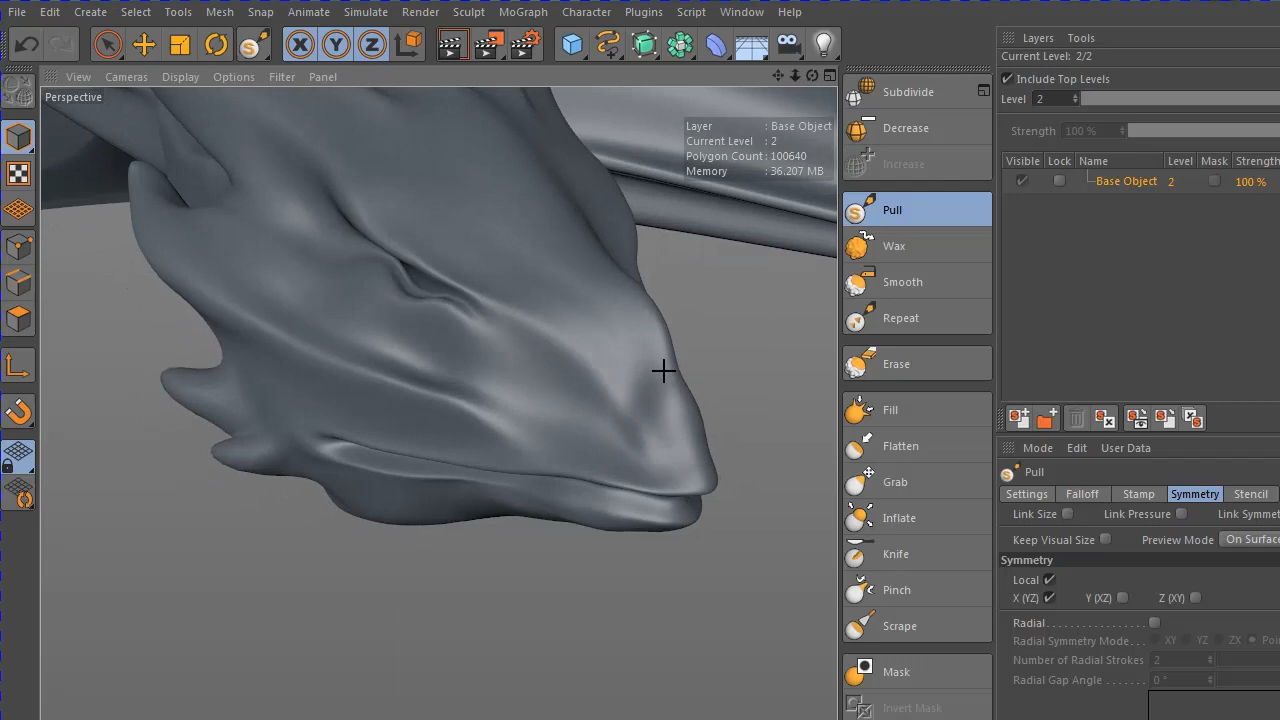 File Edit Create Select Tools Mesh Snap Animate Simulate Render Sculpt MoGraph Character Plugins Script Window Help
X Y Z
View Cameras Display Options Filter Panel
Perspective
Layer : Base Object
Current Level : 2
Polygon Count : 100640
Memory : 36.207 MB
Subdivide
Decrease
Increase
Pull
Wax
Smooth
Repeat
Erase
Fill
Flatten
Grab
Inflate
Knife
Pinch
Scrape
Mask
Invert Mask
Layers Tools
Current Level: 2/2
Include Top Levels
Level 2
Strength 100 %
Visible Lock Name Level Mask Strength
Base Object 2 100 %
Mode Edit User Data
Pull
Settings Falloff Stamp Symmetry Stencil
Link Size Link Pressure Link Symmet
Keep Visual Size Preview Mode On Surface
Symmetry
Local
X (YZ) Y (XZ) Z (XY)
Radial
Radial Symmetry Mode... XY YZ ZX Poi
Number of Radial Strokes 2
Radial Gap Angle 0 °